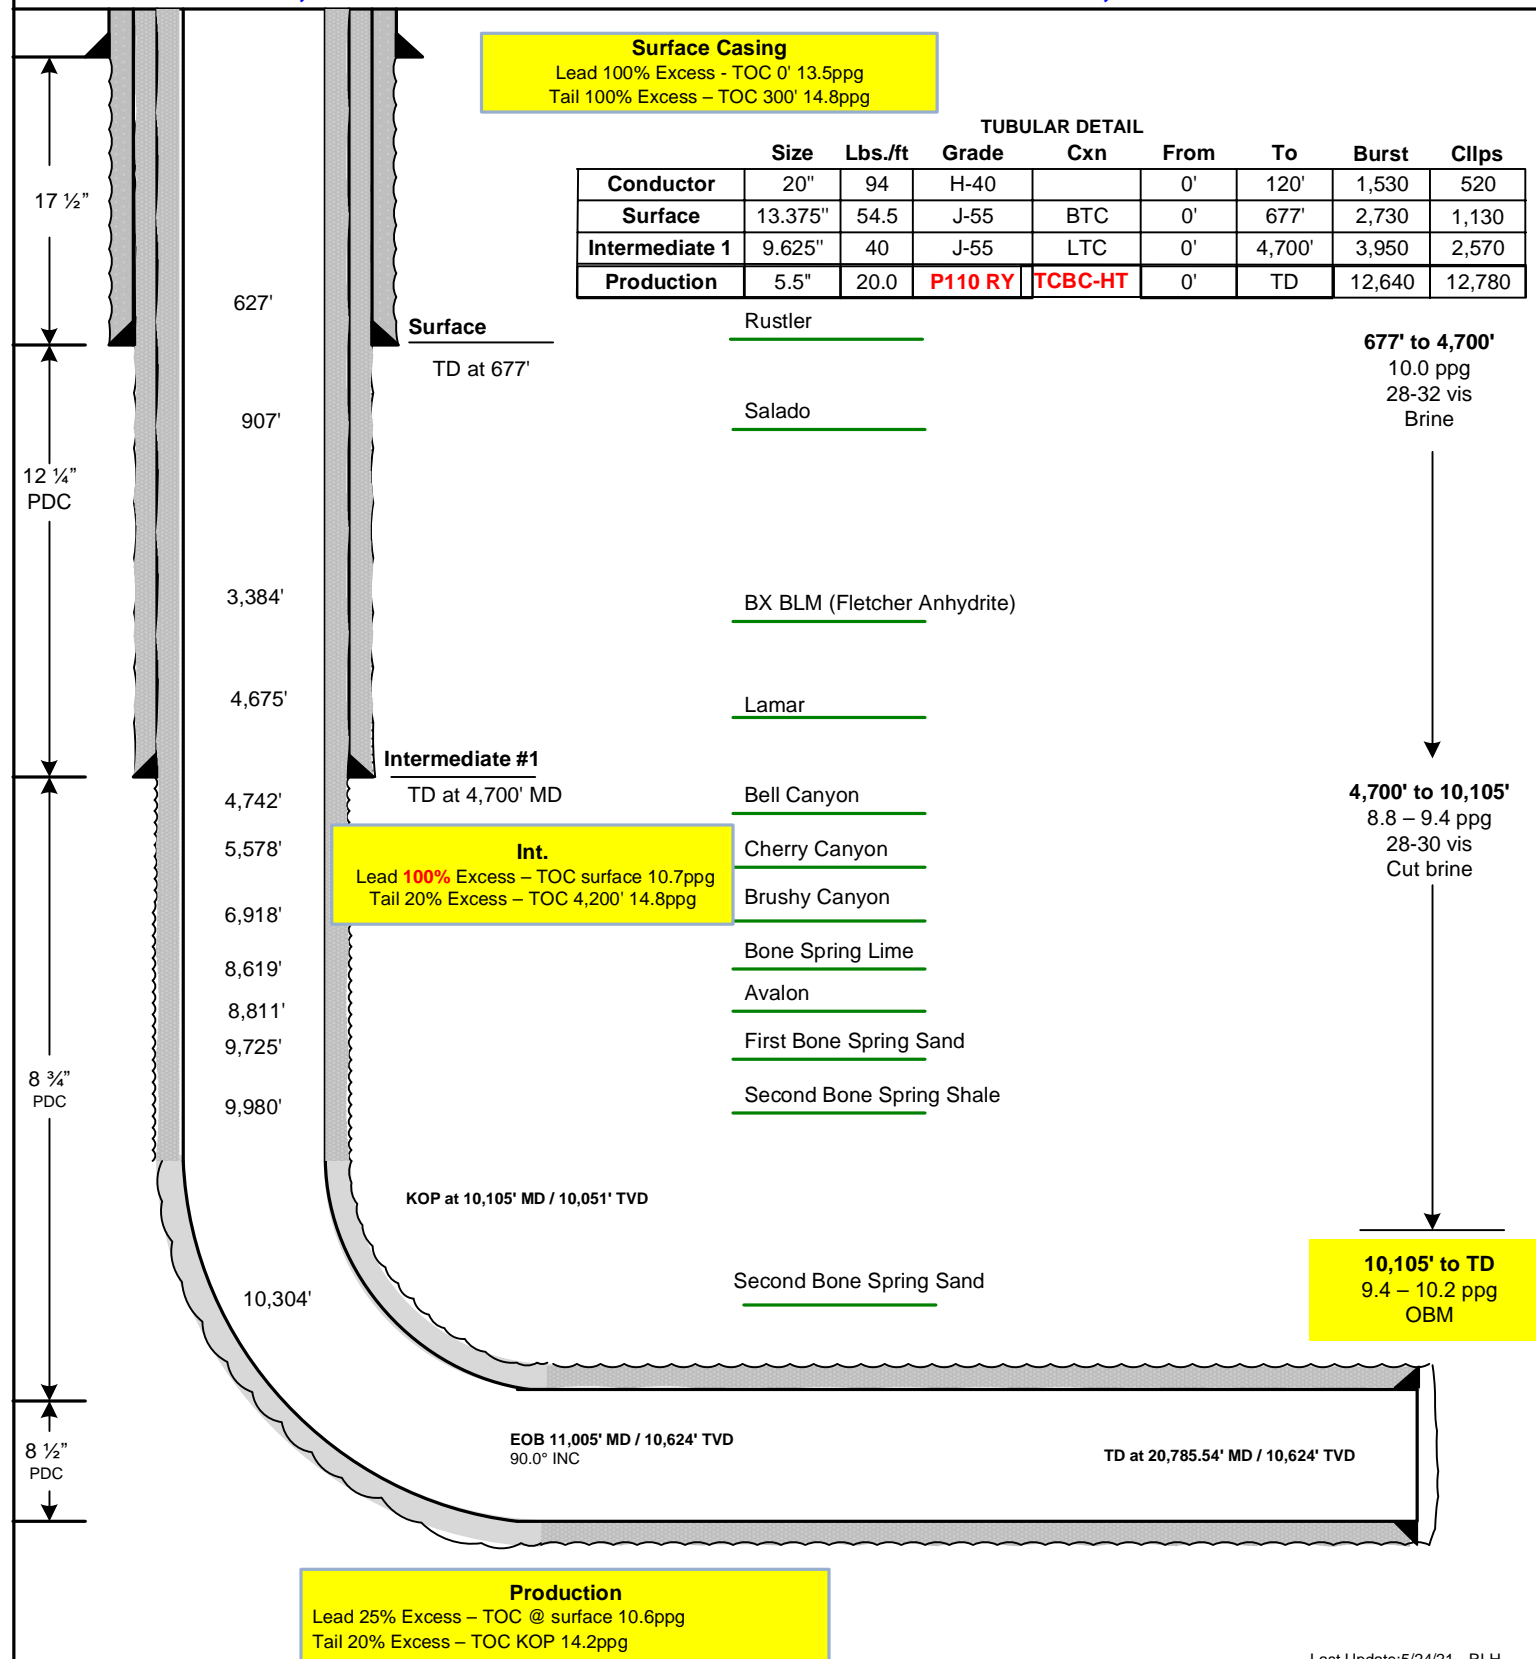 Surface Casing
Lead 100% Excess - TOC 0' 13.5ppg
Tail 100% Excess – TOC 300' 14.8ppg
TUBULAR DETAIL
Size Lbs./ft Grade Cxn From To Burst Cllps
Conductor 20" 94 H-40 0' 120' 1,530 520
Surface 13.375" 54.5 J-55 BTC 0' 677' 2,730 1,130
Intermediate 1 9.625" 40 J-55 LTC 0' 4,700' 3,950 2,570
Production 5.5" 20.0 P110 RY TCBC-HT 0' TD 12,640 12,780
17 ½”
627'
Rustler
Surface
TD at 677'
677' to 4,700'
10.0 ppg
28-32 vis
Brine
907'
Salado
12 ¼”
PDC
3,384'
BX BLM (Fletcher Anhydrite)
4,675'
Lamar
Intermediate #1
TD at 4,700' MD
4,742'
Bell Canyon
4,700' to 10,105'
8.8 – 9.4 ppg
28-30 vis
Cut brine
5,578'
Cherry Canyon
Int.
Lead 100% Excess – TOC surface 10.7ppg
Tail 20% Excess – TOC 4,200' 14.8ppg
6,918'
Brushy Canyon
8,619'
Bone Spring Lime
8,811'
Avalon
9,725'
First Bone Spring Sand
8 ¾”
PDC
9,980'
Second Bone Spring Shale
KOP at 10,105' MD / 10,051' TVD
10,304'
Second Bone Spring Sand
10,105' to TD
9.4 – 10.2 ppg
OBM
8 ½”
PDC
EOB 11,005' MD / 10,624' TVD
90.0° INC
TD at 20,785.54' MD / 10,624' TVD
Production
Lead 25% Excess – TOC @ surface 10.6ppg
Tail 20% Excess – TOC KOP 14.2ppg